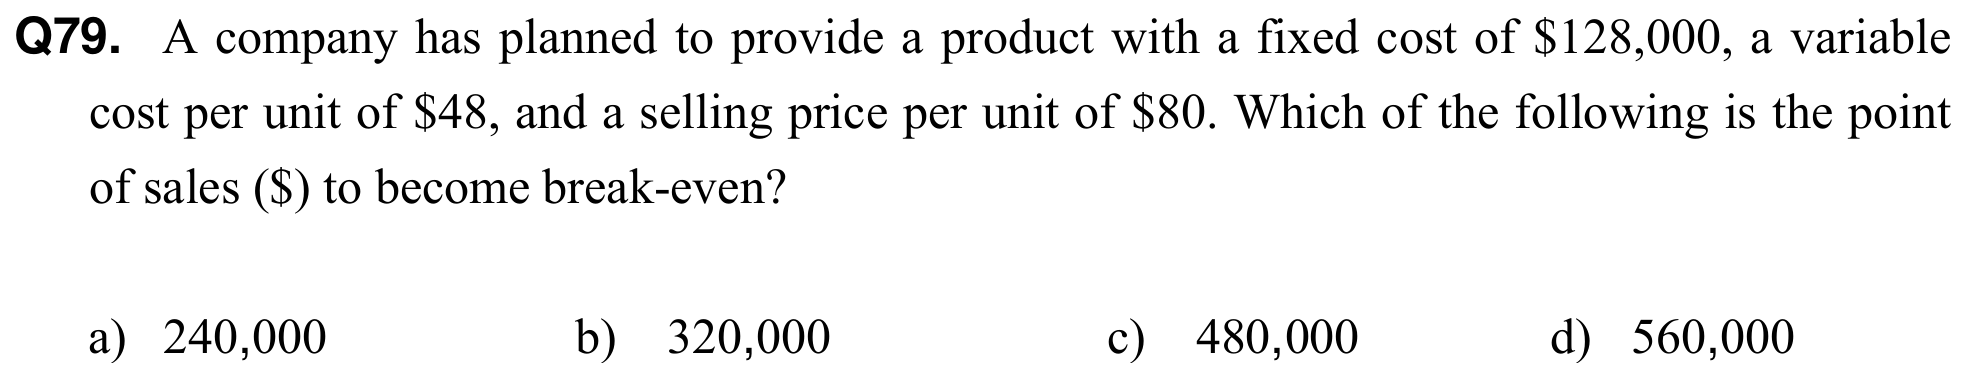 Q79. A company has planned to provide a product with a fixed cost of $128,000, a variable
cost per unit of $48, and a selling price per unit of $80. Which of the following is the point
of sales ($) to become break-even?
a) 240,000 b) 320,000 c) 480,000 d) 560,000